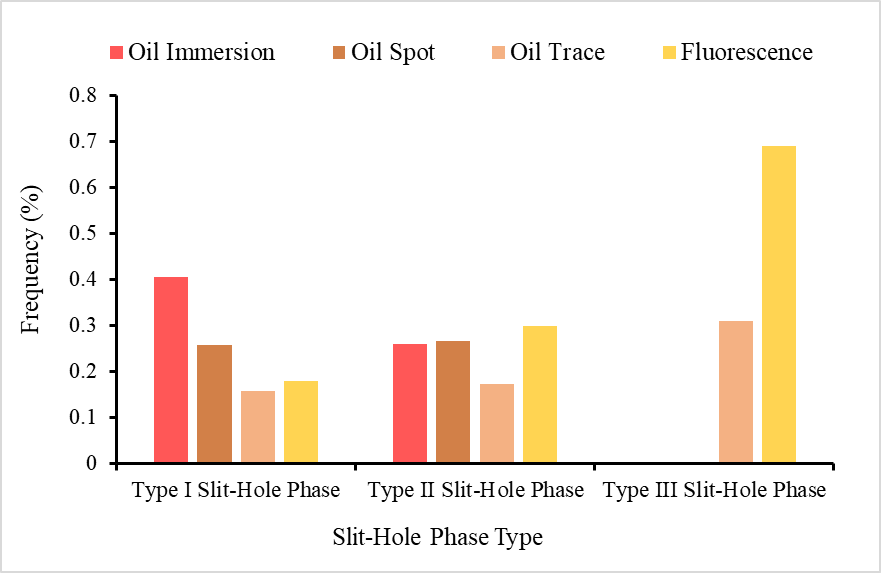 Oil Immersion Oil Spot Oil Trace Fluorescence
0.8
0.7
0.6
0.5
0.4
0.3
0.2
0.1
0
Frequency (%)
Type I Slit-Hole Phase Type II Slit-Hole Phase Type III Slit-Hole Phase
Slit-Hole Phase Type